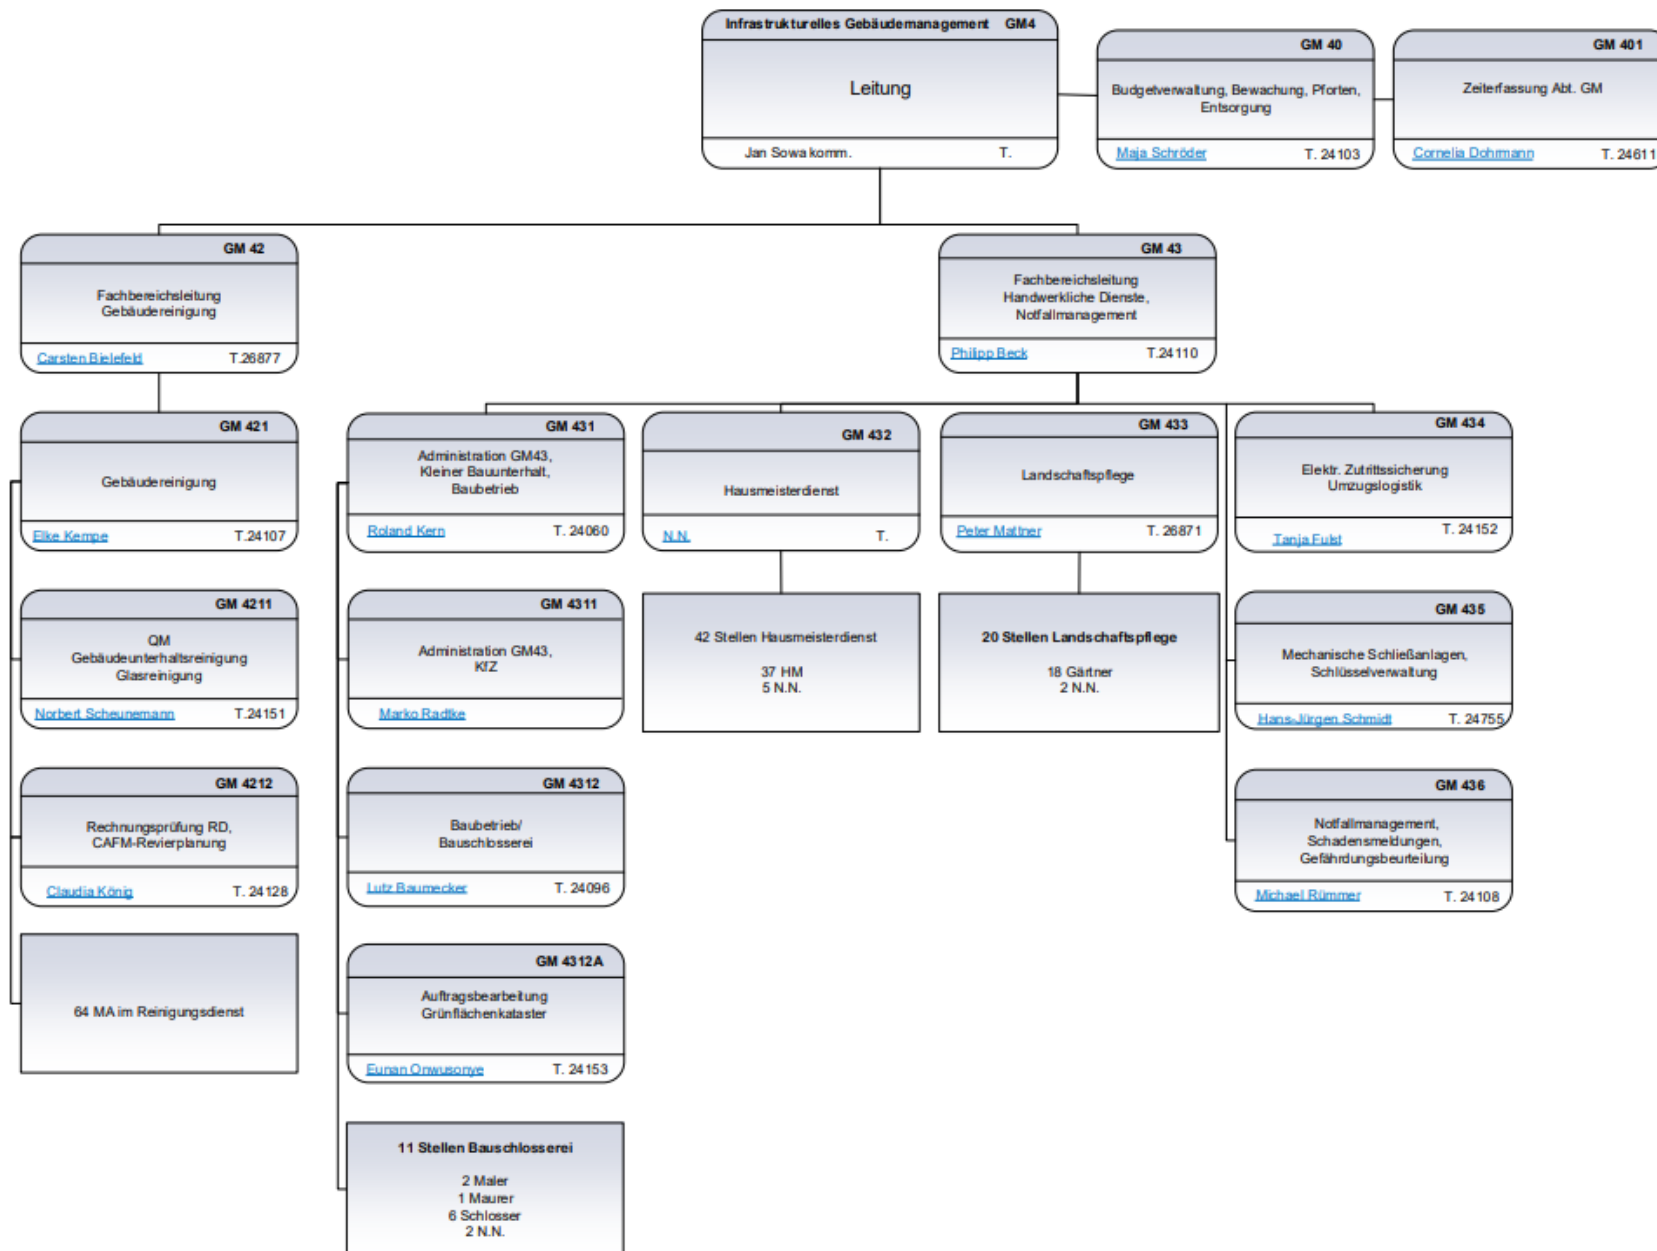 Infrastrukturelles Gebäudemanagement GM4
Leitung
Jan Sowa komm. T.
GM 40
Budgetverwaltung, Bewachung, Pforten,
Entsorgung
Maja Schröder T. 24103
GM 401
Zeiterfassung Abt. GM
Cornelia Dohrmann T. 24611
GM 42
Fachbereichsleitung
Gebäudereinigung
Carsten Bielefeld T.26877
GM 43
Fachbereichsleitung
Handwerkliche Dienste,
Notfallmanagement
Philipp Beck T.24110
GM 421
Gebäudereinigung
Elke Kempe T.24107
GM 431
Administration GM43,
Kleiner Bauunterhalt,
Baubetrieb
Roland Kern T. 24060
GM 432
Hausmeisterdienst
N.N. T.
GM 433
Landschaftspflege
Peter Mattner T. 26871
GM 434
Elektr. Zutrittssicherung
Umzugslogistik
Tanja Fulst T. 24152
GM 4211
QM
Gebäudeunterhaltsreinigung
Glasreinigung
Norbert Scheunemann T.24151
GM 4311
Administration GM43,
KfZ
Marko Radtke
42 Stellen Hausmeisterdienst
37 HM
5 N.N.
20 Stellen Landschaftspflege
18 Gärtner
2 N.N.
GM 435
Mechanische Schließanlagen,
Schlüsselverwaltung
Hans-Jürgen Schmidt T. 24755
GM 4212
Rechnungsprüfung RD,
CAFM-Revierplanung
Claudia König T. 24128
GM 4312
Baubetrieb/
Bauschlosserei
Lutz Baumecker T. 24096
GM 436
Notfallmanagement,
Schadensmeldungen,
Gefährdungsbeurteilung
Michael Rümmer T. 24108
64 MA im Reinigungsdienst
GM 4312A
Auftragsbearbeitung
Grünflächenkataster
Eunan Onwusonye T. 24153
11 Stellen Bauschlosserei
2 Maler
1 Maurer
6 Schlosser
2 N.N.